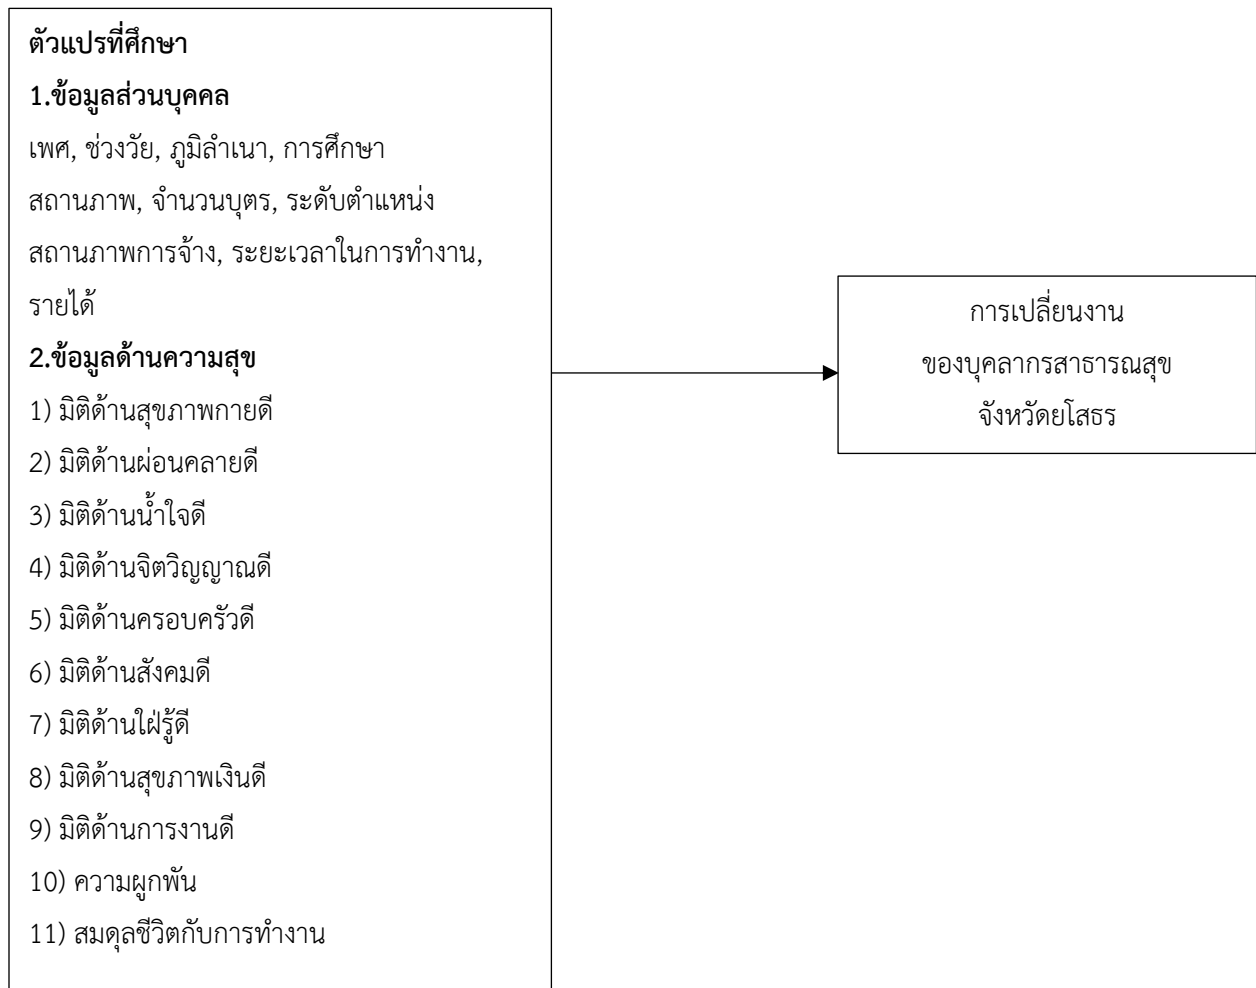 ตัวแปรที่ศึกษา
1.ข้อมูลส่วนบุคคล
เพศ, ช่วงวัย, ภูมิลำเนา, การศึกษา
สถานภาพ, จำนวนบุตร, ระดับตำแหน่ง
สถานภาพการจ้าง, ระยะเวลาในการทำงาน,
รายได้
2.ข้อมูลด้านความสุข
1) มิติด้านสุขภาพกายดี
2) มิติด้านผ่อนคลายดี
3) มิติด้านน้ำใจดี
4) มิติด้านจิตวิญญาณดี
5) มิติด้านครอบครัวดี
6) มิติด้านสังคมดี
7) มิติด้านใฝ่รู้ดี
8) มิติด้านสุขภาพเงินดี
9) มิติด้านการงานดี
10) ความผูกพัน
11) สมดุลชีวิตกับการทำงาน
การเปลี่ยนงาน
ของบุคลากรสาธารณสุข
จังหวัดยโสธร